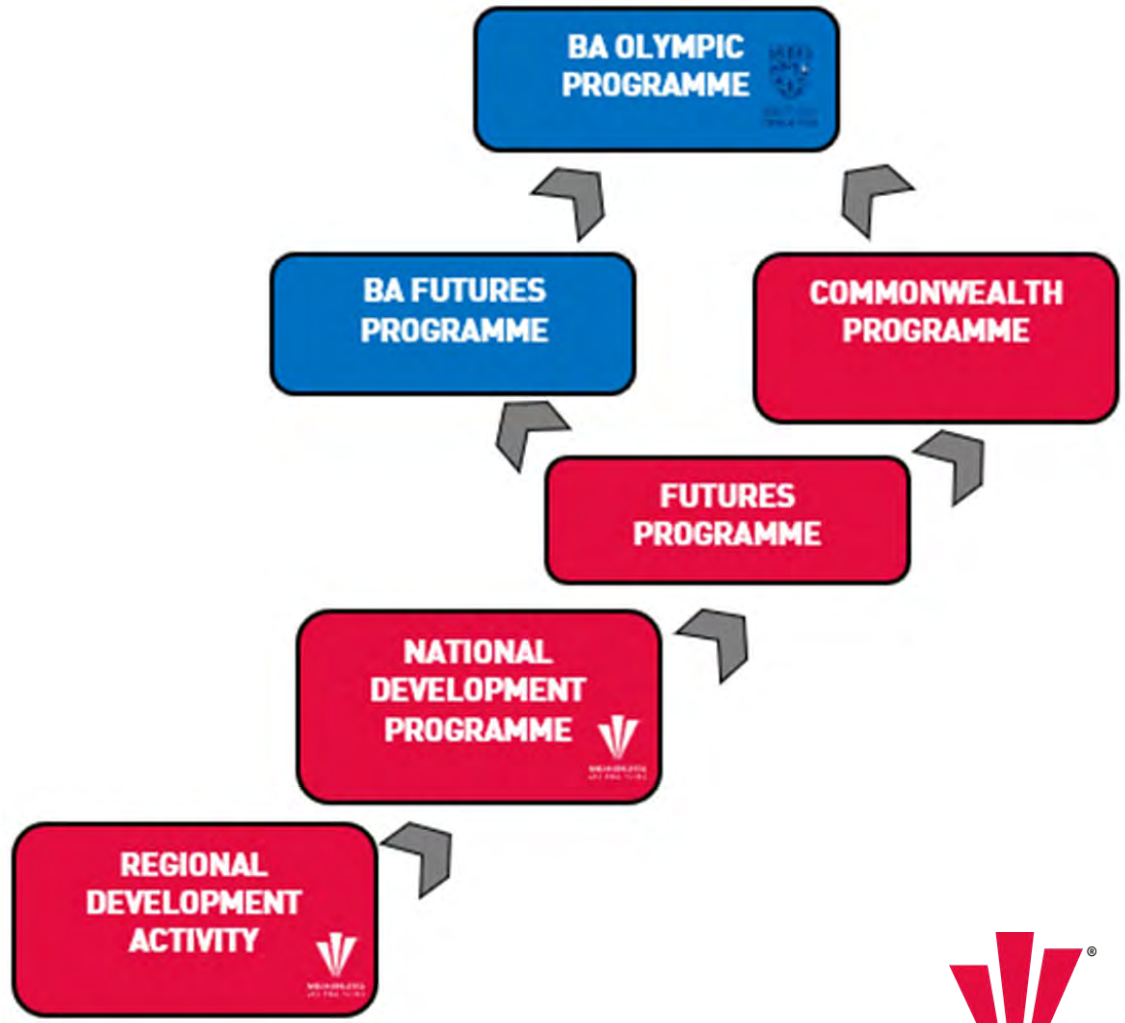 BA OLYMPIC
PROGRAMME
BA FUTURES
PROGRAMME
COMMONWEALTH
PROGRAMME
FUTURES
PROGRAMME
NATIONAL
DEVELOPMENT
PROGRAMME
REGIONAL
DEVELOPMENT
ACTIVITY
®